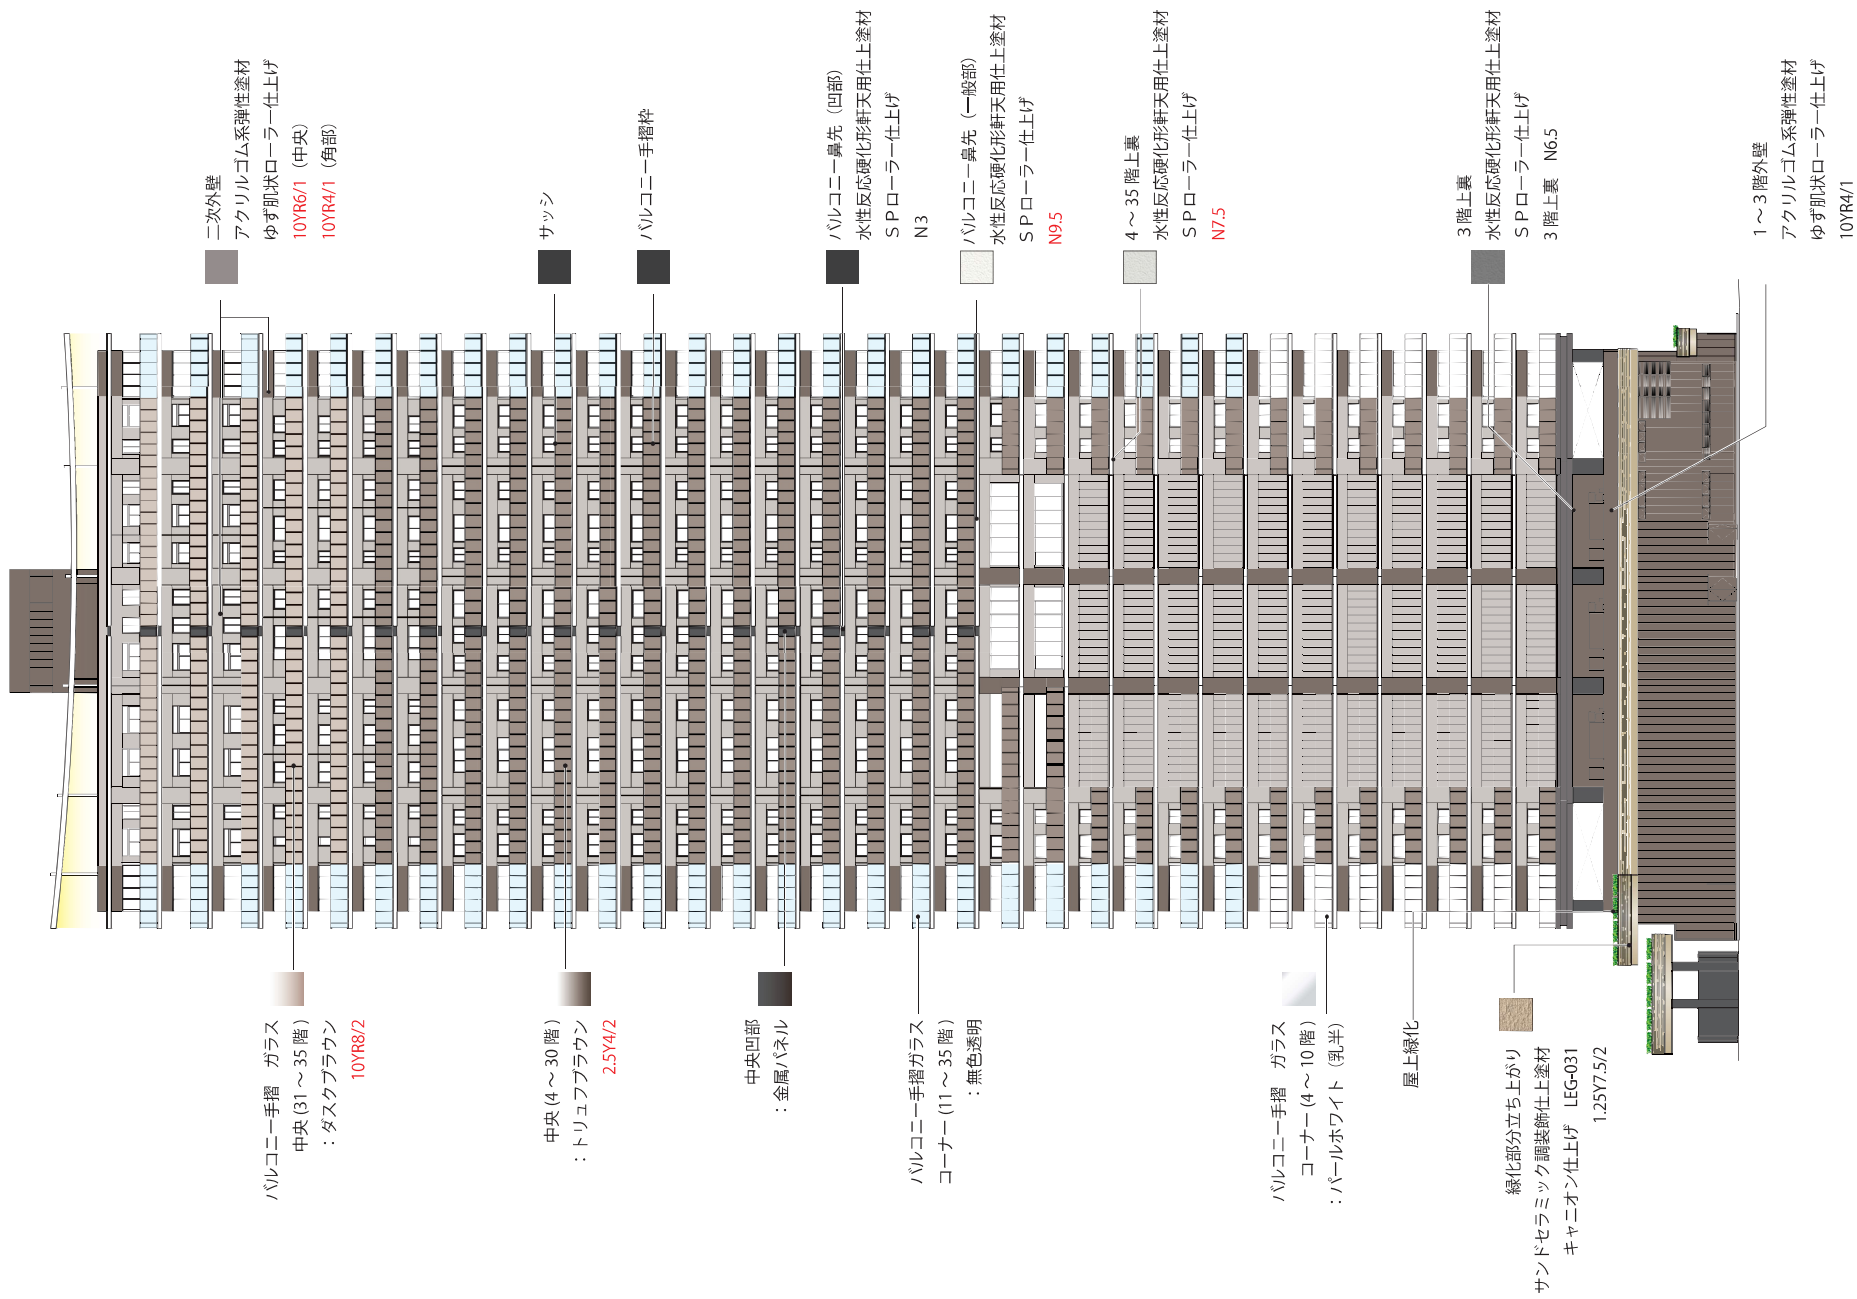 二次外壁
アクリルゴム系弾性塗材
ゆず肌状ローラー仕上げ
10YR6/1（中央）
10YR4/1（角部）
サッシ
バルコニー手摺枠
バルコニー鼻先（凹部）
水性反応硬化形軒天用仕上塗材
ＳＰローラー仕上げ
N3
バルコニー鼻先（一般部）
水性反応硬化形軒天用仕上塗材
ＳＰローラー仕上げ
N9.5
4～35階上裏
水性反応硬化形軒天用仕上塗材
ＳＰローラー仕上げ
N7.5
3階上裏
水性反応硬化形軒天用仕上塗材
ＳＰローラー仕上げ
3階上裏　N6.5
1～3階外壁
アクリルゴム系弾性塗材
ゆず肌状ローラー仕上げ
10YR4/1
バルコニー手摺　ガラス
中央(31～35階)
：ダスクブラウン
10YR8/2
中央(4～30階)
：トリュフブラウン
2.5Y4/2
中央凹部
：金属パネル
バルコニー手摺ガラス
コーナー(11～35階)
：無色透明
バルコニー手摺　ガラス
コーナー(4～10階)
：パールホワイト（乳半）
屋上緑化
緑化部分立ち上がり
サンドセラミック調装飾仕上塗材
キャニオン仕上げ　LEG-031
1.25Y7.5/2